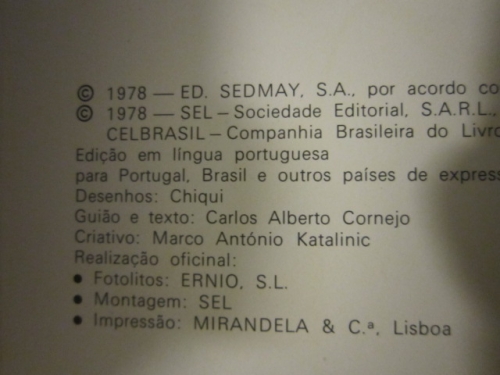 © 1978 — ED. SEDMAY, S.A., por acordo
© 1978 — SEL – Sociedade Editorial, S.A.R.L.,
CELBRASIL – Companhia Brasileira do
Edição em língua portuguesa
para Portugal, Brasil e outros países de
Desenhos: Chiqui
Guião e texto: Carlos Alberto Cornejo
Criativo: Marco António Katalinic
Realização oficinal:
• Fotolitos: ERNIO, S.L.
• Montagem: SEL
• Impressão: MIRANDELA & C.ª, Lisboa